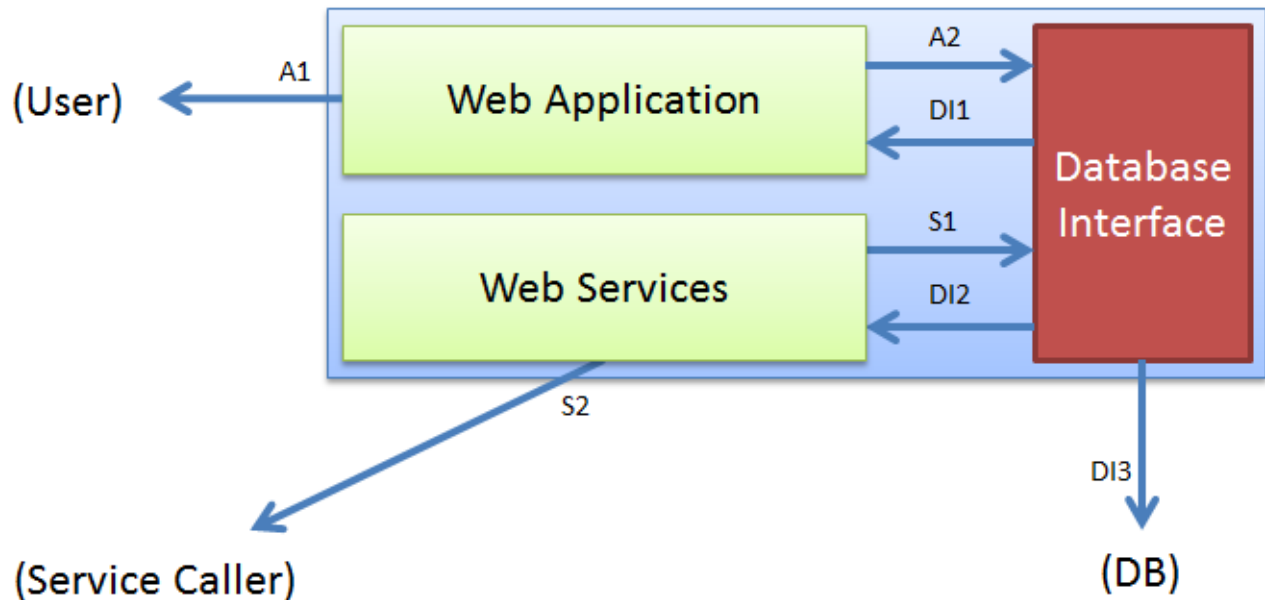 A1
(User)
Web Application
A2
DI1
Database
Interface
Web Services
S1
DI2
S2
DI3
(Service Caller)
(DB)